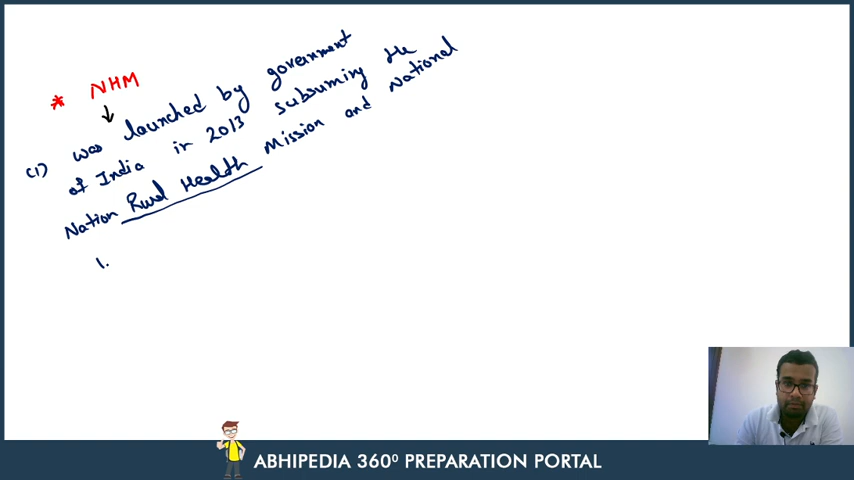 * NHM
(1) was launched by government
of India in 2013 subsuming the
Nation Rural Health Mission and National
1.
ABHIPEDIA 360° PREPARATION PORTAL